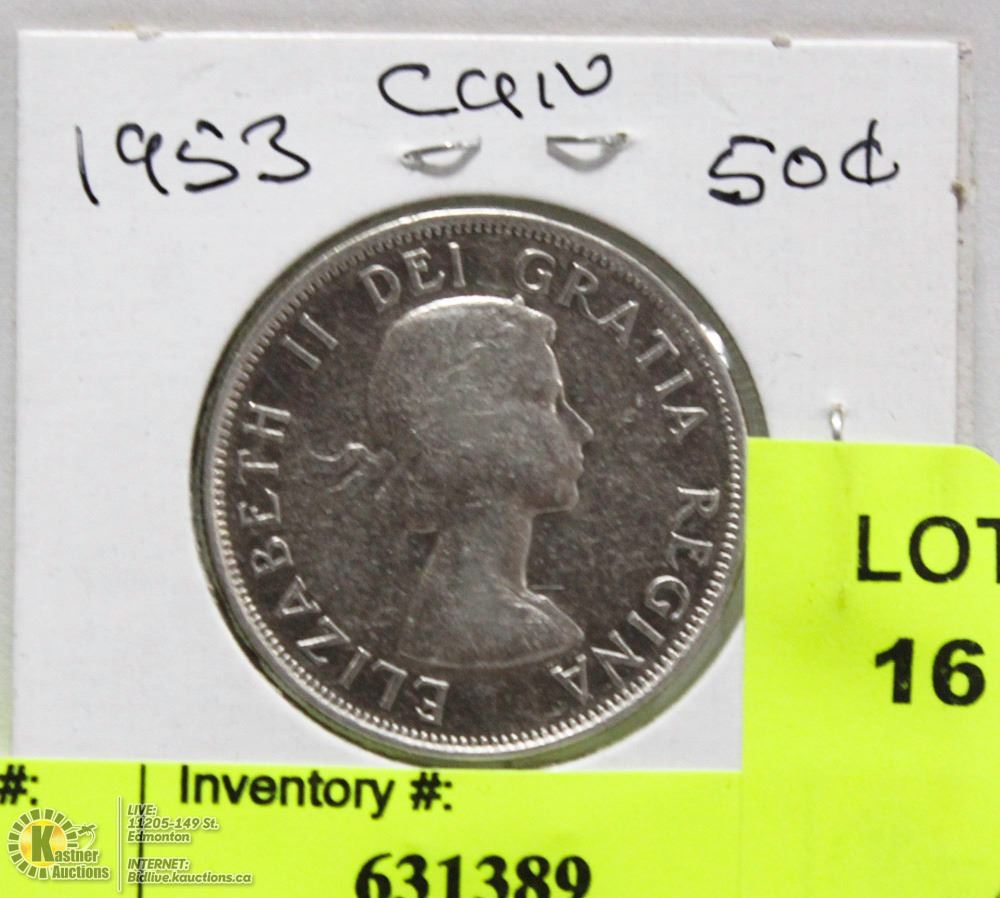 CAN
1953
50¢
ELIZABETH II DEI GRATIA REGINA
LOT
16
#:
Inventory #:
631389
Kastner
Auctions
LIVE:
11205-149 St.
Edmonton
INTERNET:
Bidlive.kauctions.ca